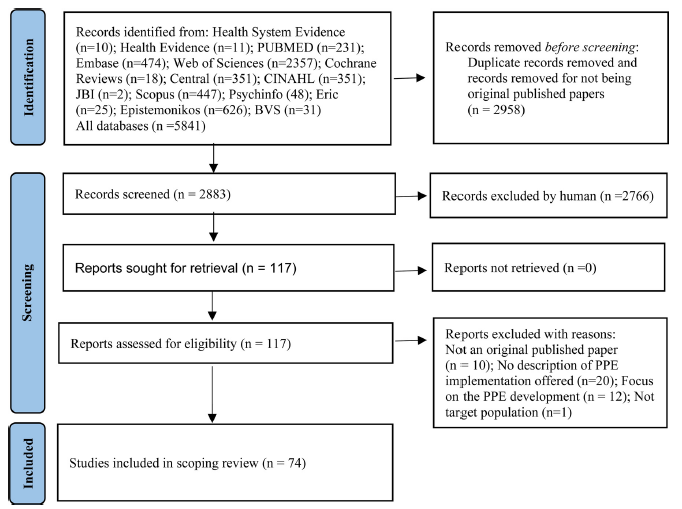 Identification
Records identified from: Health System Evidence
(n=10); Health Evidence (n=11); PUBMED (n=231);
Embase (n=474); Web of Sciences (n=2357); Cochrane
Reviews (n=18); Central (n=351); CINAHL (n=351);
JBI (n=2); Scopus (n=447); Psychinfo (48); Eric
(n=25); Epistemonikos (n=626); BVS (n=31)
All databases (n =5841)
Records removed before screening:
Duplicate records removed and
records removed for not being
original published papers
(n = 2958)
Screening
Records screened (n = 2883)
Records excluded by human (n =2766)
Reports sought for retrieval (n = 117)
Reports not retrieved (n =0)
Reports assessed for eligibility (n = 117)
Reports excluded with reasons:
Not an original published paper
(n = 10); No description of PPE
implementation offered (n=20); Focus
on the PPE development (n = 12); Not
target population (n=1)
Included
Studies included in scoping review (n = 74)